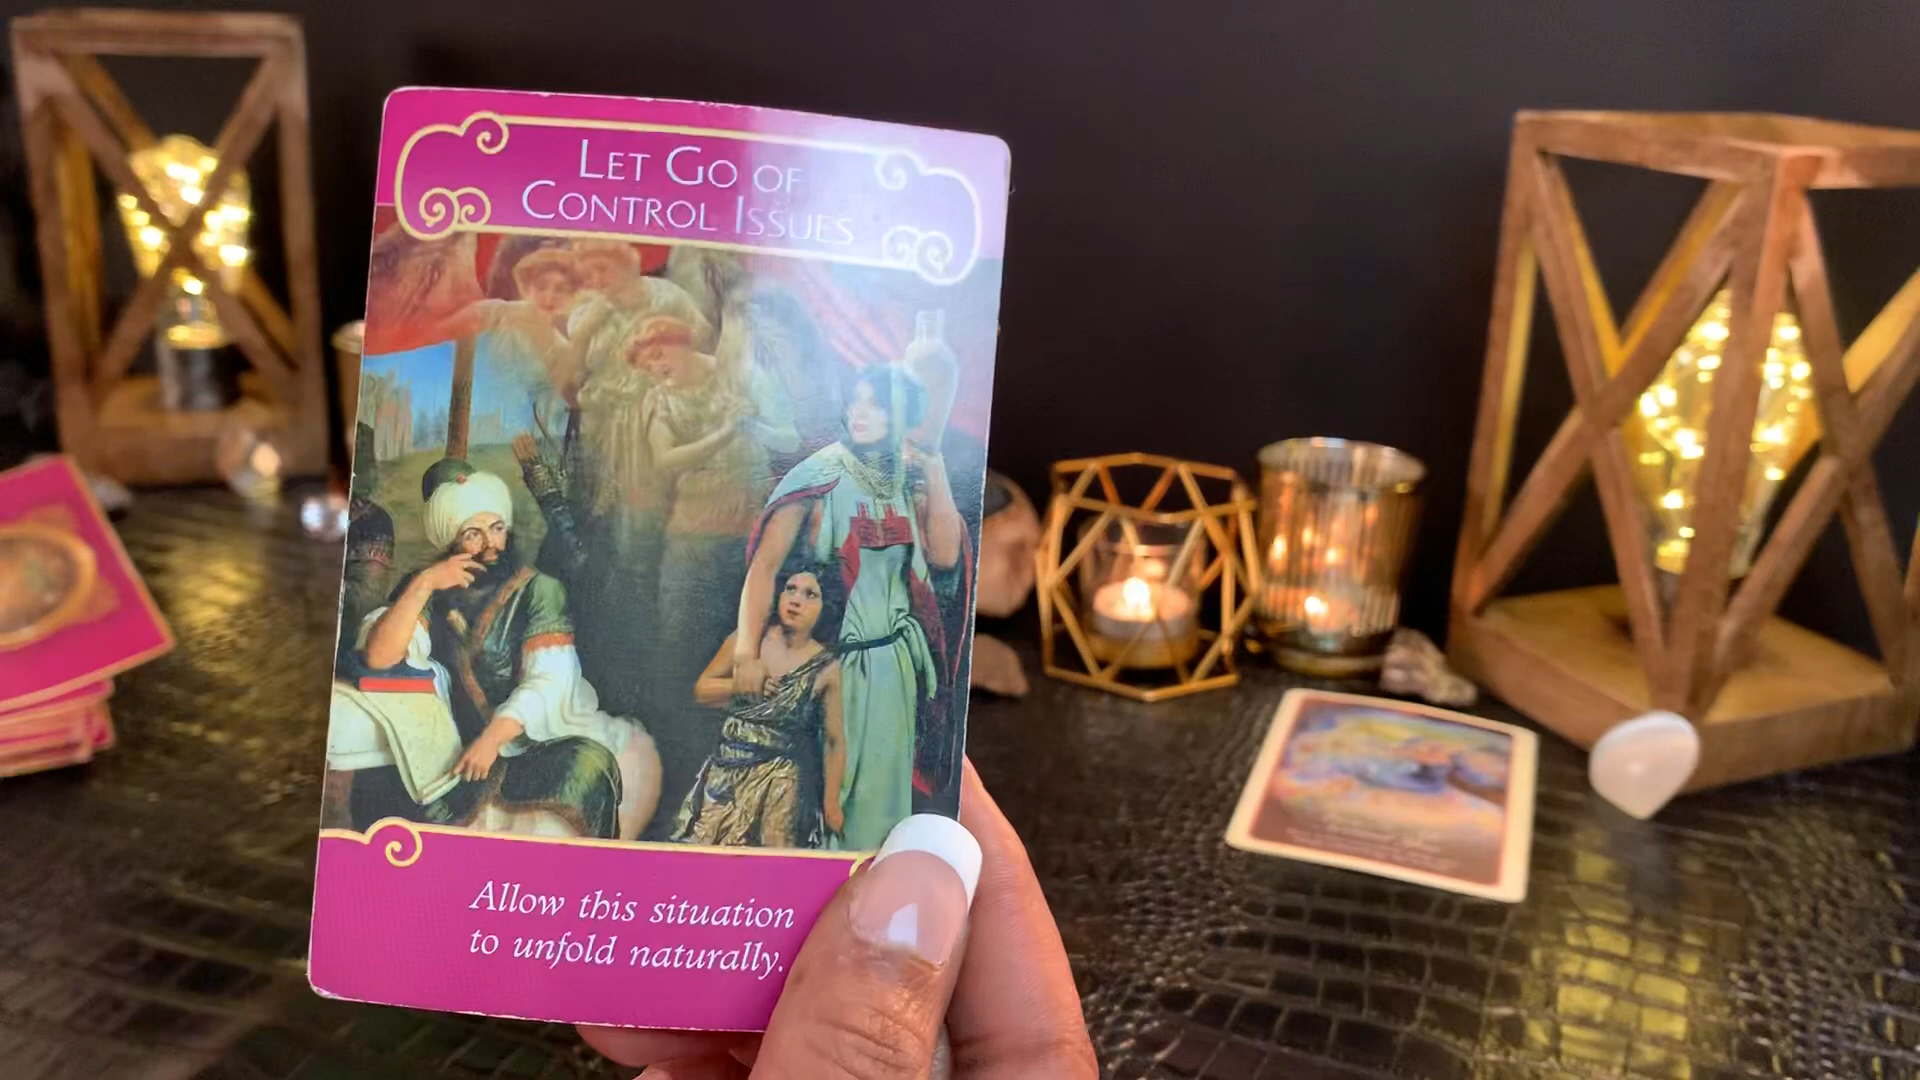 Let Go of
Control Issues
Allow this situation
to unfold naturally.